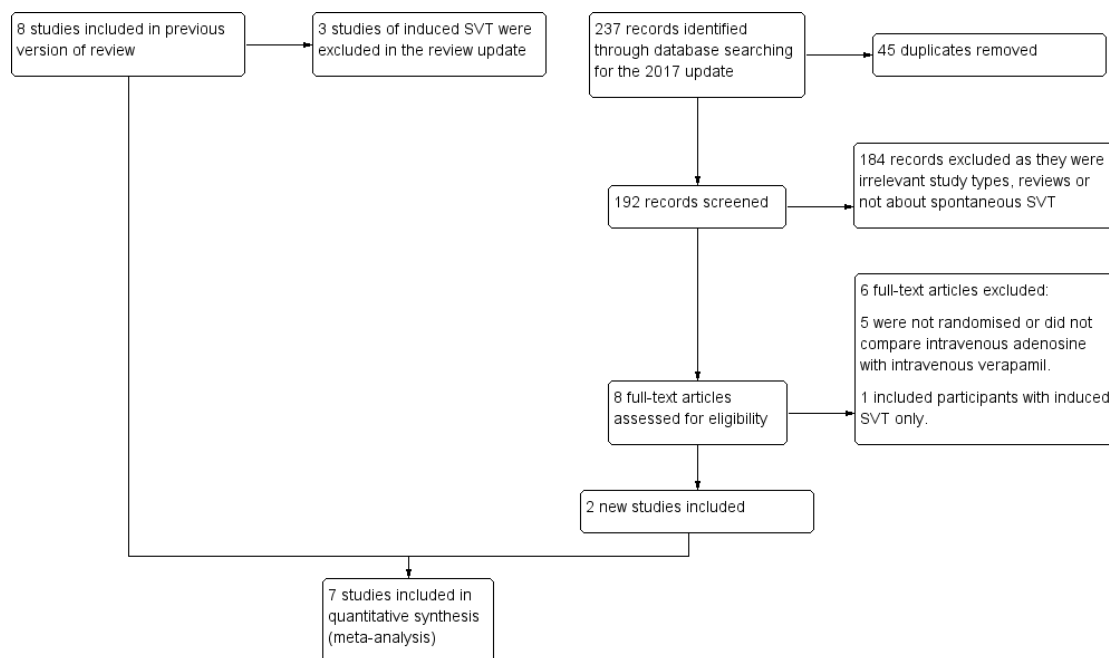 8 studies included in previous
version of review
3 studies of induced SVT were
excluded in the review update
237 records identified
through database searching
for the 2017 update
45 duplicates removed
192 records screened
184 records excluded as they were
irrelevant study types, reviews or
not about spontaneous SVT
8 full-text articles
assessed for eligibility
6 full-text articles excluded:
5 were not randomised or did not
compare intravenous adenosine
with intravenous verapamil.
1 included participants with induced
SVT only.
2 new studies included
7 studies included in
quantitative synthesis
(meta-analysis)